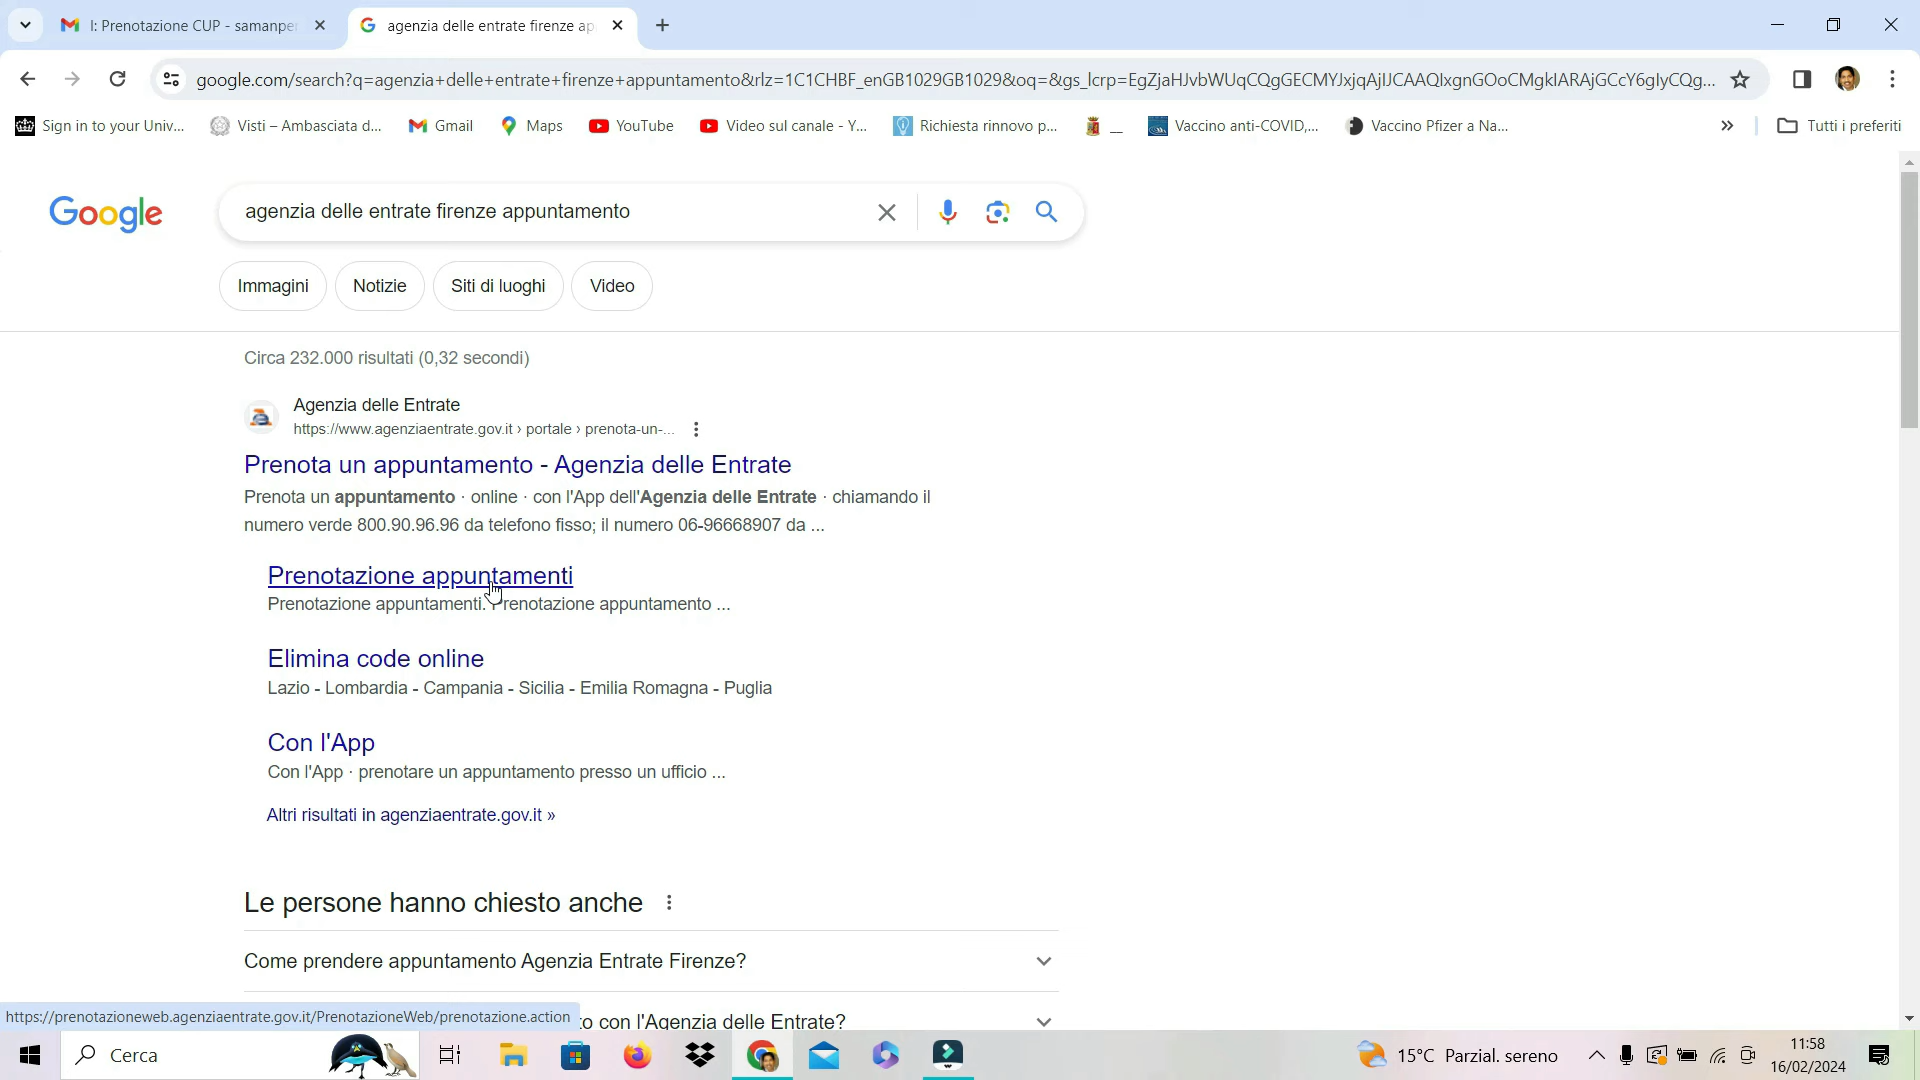 I: Prenotazione CUP - samanper
agenzia delle entrate firenze ap
google.com/search?q=agenzia+delle+entrate+firenze+appuntamento&rlz=1C1CHBF_enGB1029GB1029&oq=&gs_lcrp=EgZjaHJvbWUqCQgGECMYJxjqAjIJCAAQIxgnGOoCMgkIARAjGCcY6gIyCQg...
Sign in to your Univ...
Visti – Ambasciata d...
Gmail
Maps
YouTube
Video sul canale - Y...
Richiesta rinnovo p...
__
Vaccino anti-COVID,...
Vaccino Pfizer a Na...
»
Tutti i preferiti
Google
agenzia delle entrate firenze appuntamento
Immagini
Notizie
Siti di luoghi
Video
Circa 232.000 risultati (0,32 secondi)
Agenzia delle Entrate
https://www.agenziaentrate.gov.it › portale › prenota-un-...
Prenota un appuntamento - Agenzia delle Entrate
Prenota un appuntamento · online · con l'App dell'Agenzia delle Entrate · chiamando il
numero verde 800.90.96.96 da telefono fisso; il numero 06-96668907 da ...
Prenotazione appuntamenti
Prenotazione appuntamenti. Prenotazione appuntamento ...
Elimina code online
Lazio - Lombardia - Campania - Sicilia - Emilia Romagna - Puglia
Con l'App
Con l'App · prenotare un appuntamento presso un ufficio ...
Altri risultati in agenziaentrate.gov.it »
Le persone hanno chiesto anche
Come prendere appuntamento Agenzia Entrate Firenze?
to con l'Agenzia delle Entrate?
https://prenotazioneweb.agenziaentrate.gov.it/PrenotazioneWeb/prenotazione.action
Cerca
15°C Parzial. sereno
11:58
16/02/2024